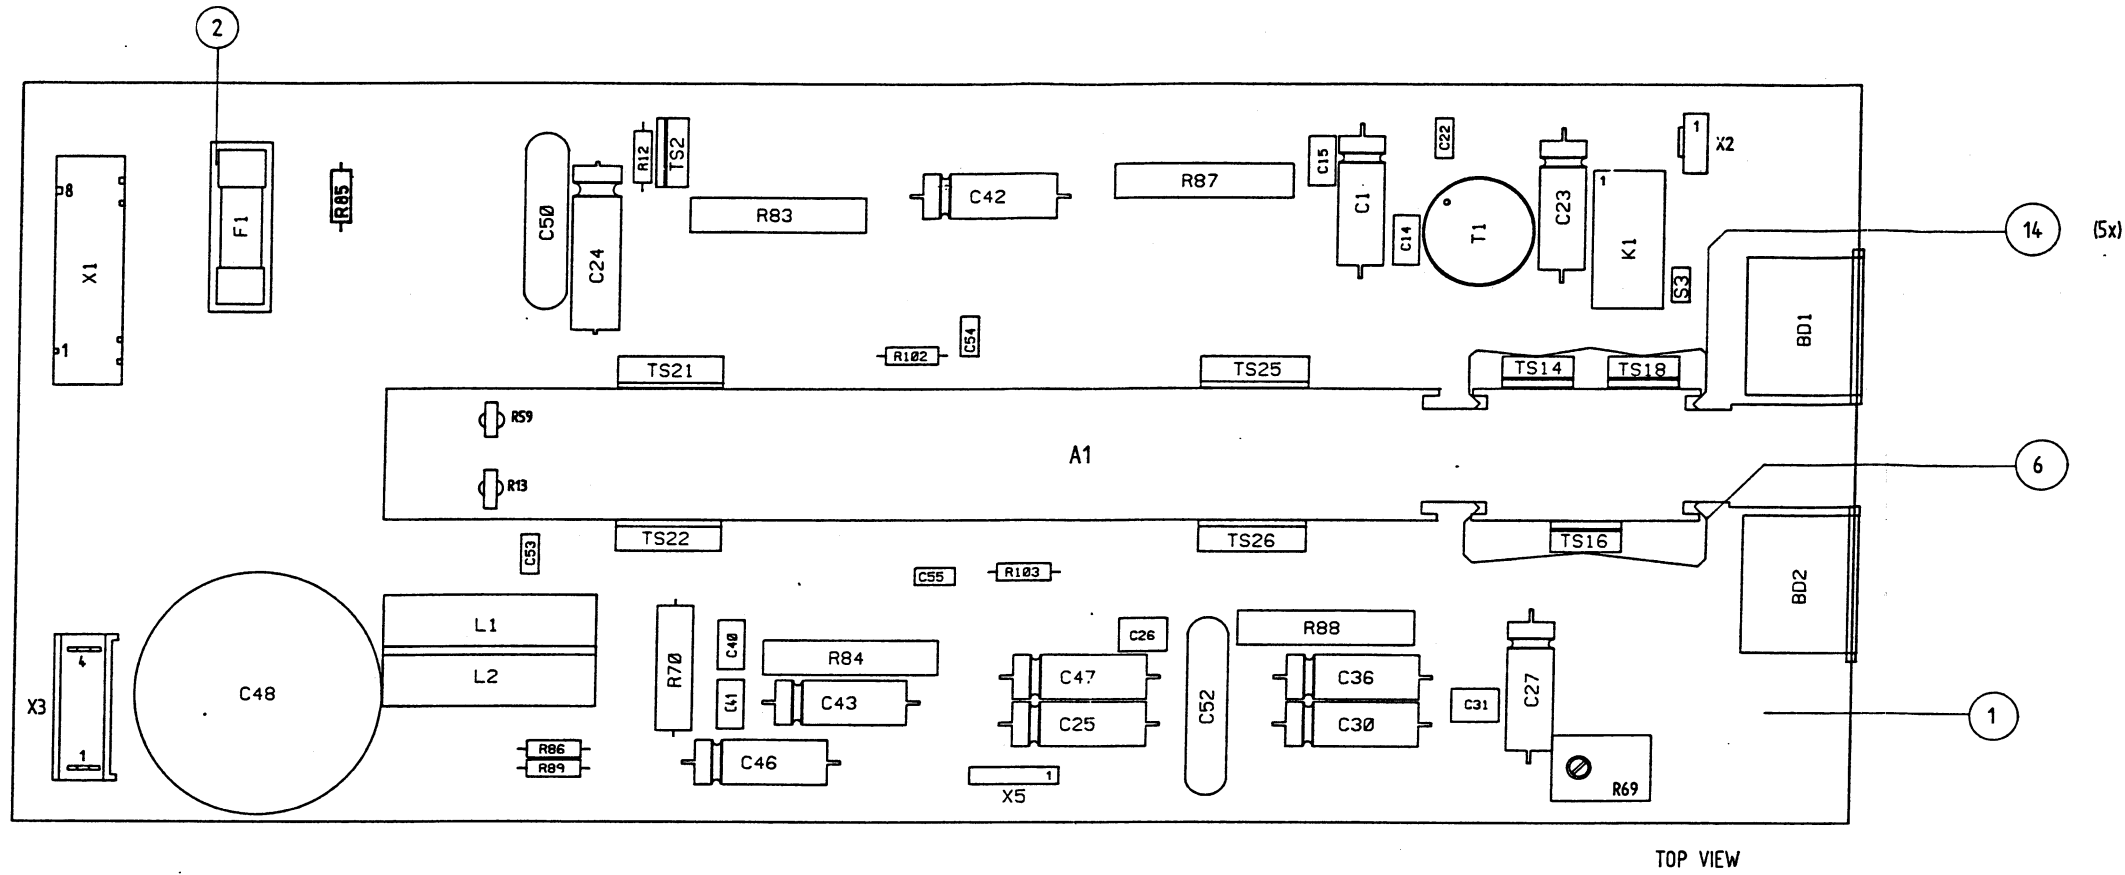 2
1
X2
R12
TS2
C15
C22
8
R85
F1
C50
C24
R83
C42
R87
C1
C14
T1
C23
1
K1
S3
14 (5x)
X1
1
R102
C54
BD1
TS21
TS25
TS14
TS18
R59
A1
6
R13
TS22
TS26
TS16
C53
C55
R103
BD2
L1
L2
R70
C40
C41
R84
C26
R88
C47
C36
C43
C25
C52
C30
C31
C27
1
X3
4
1
C48
R86
R89
C46
1
X5
R69
TOP VIEW